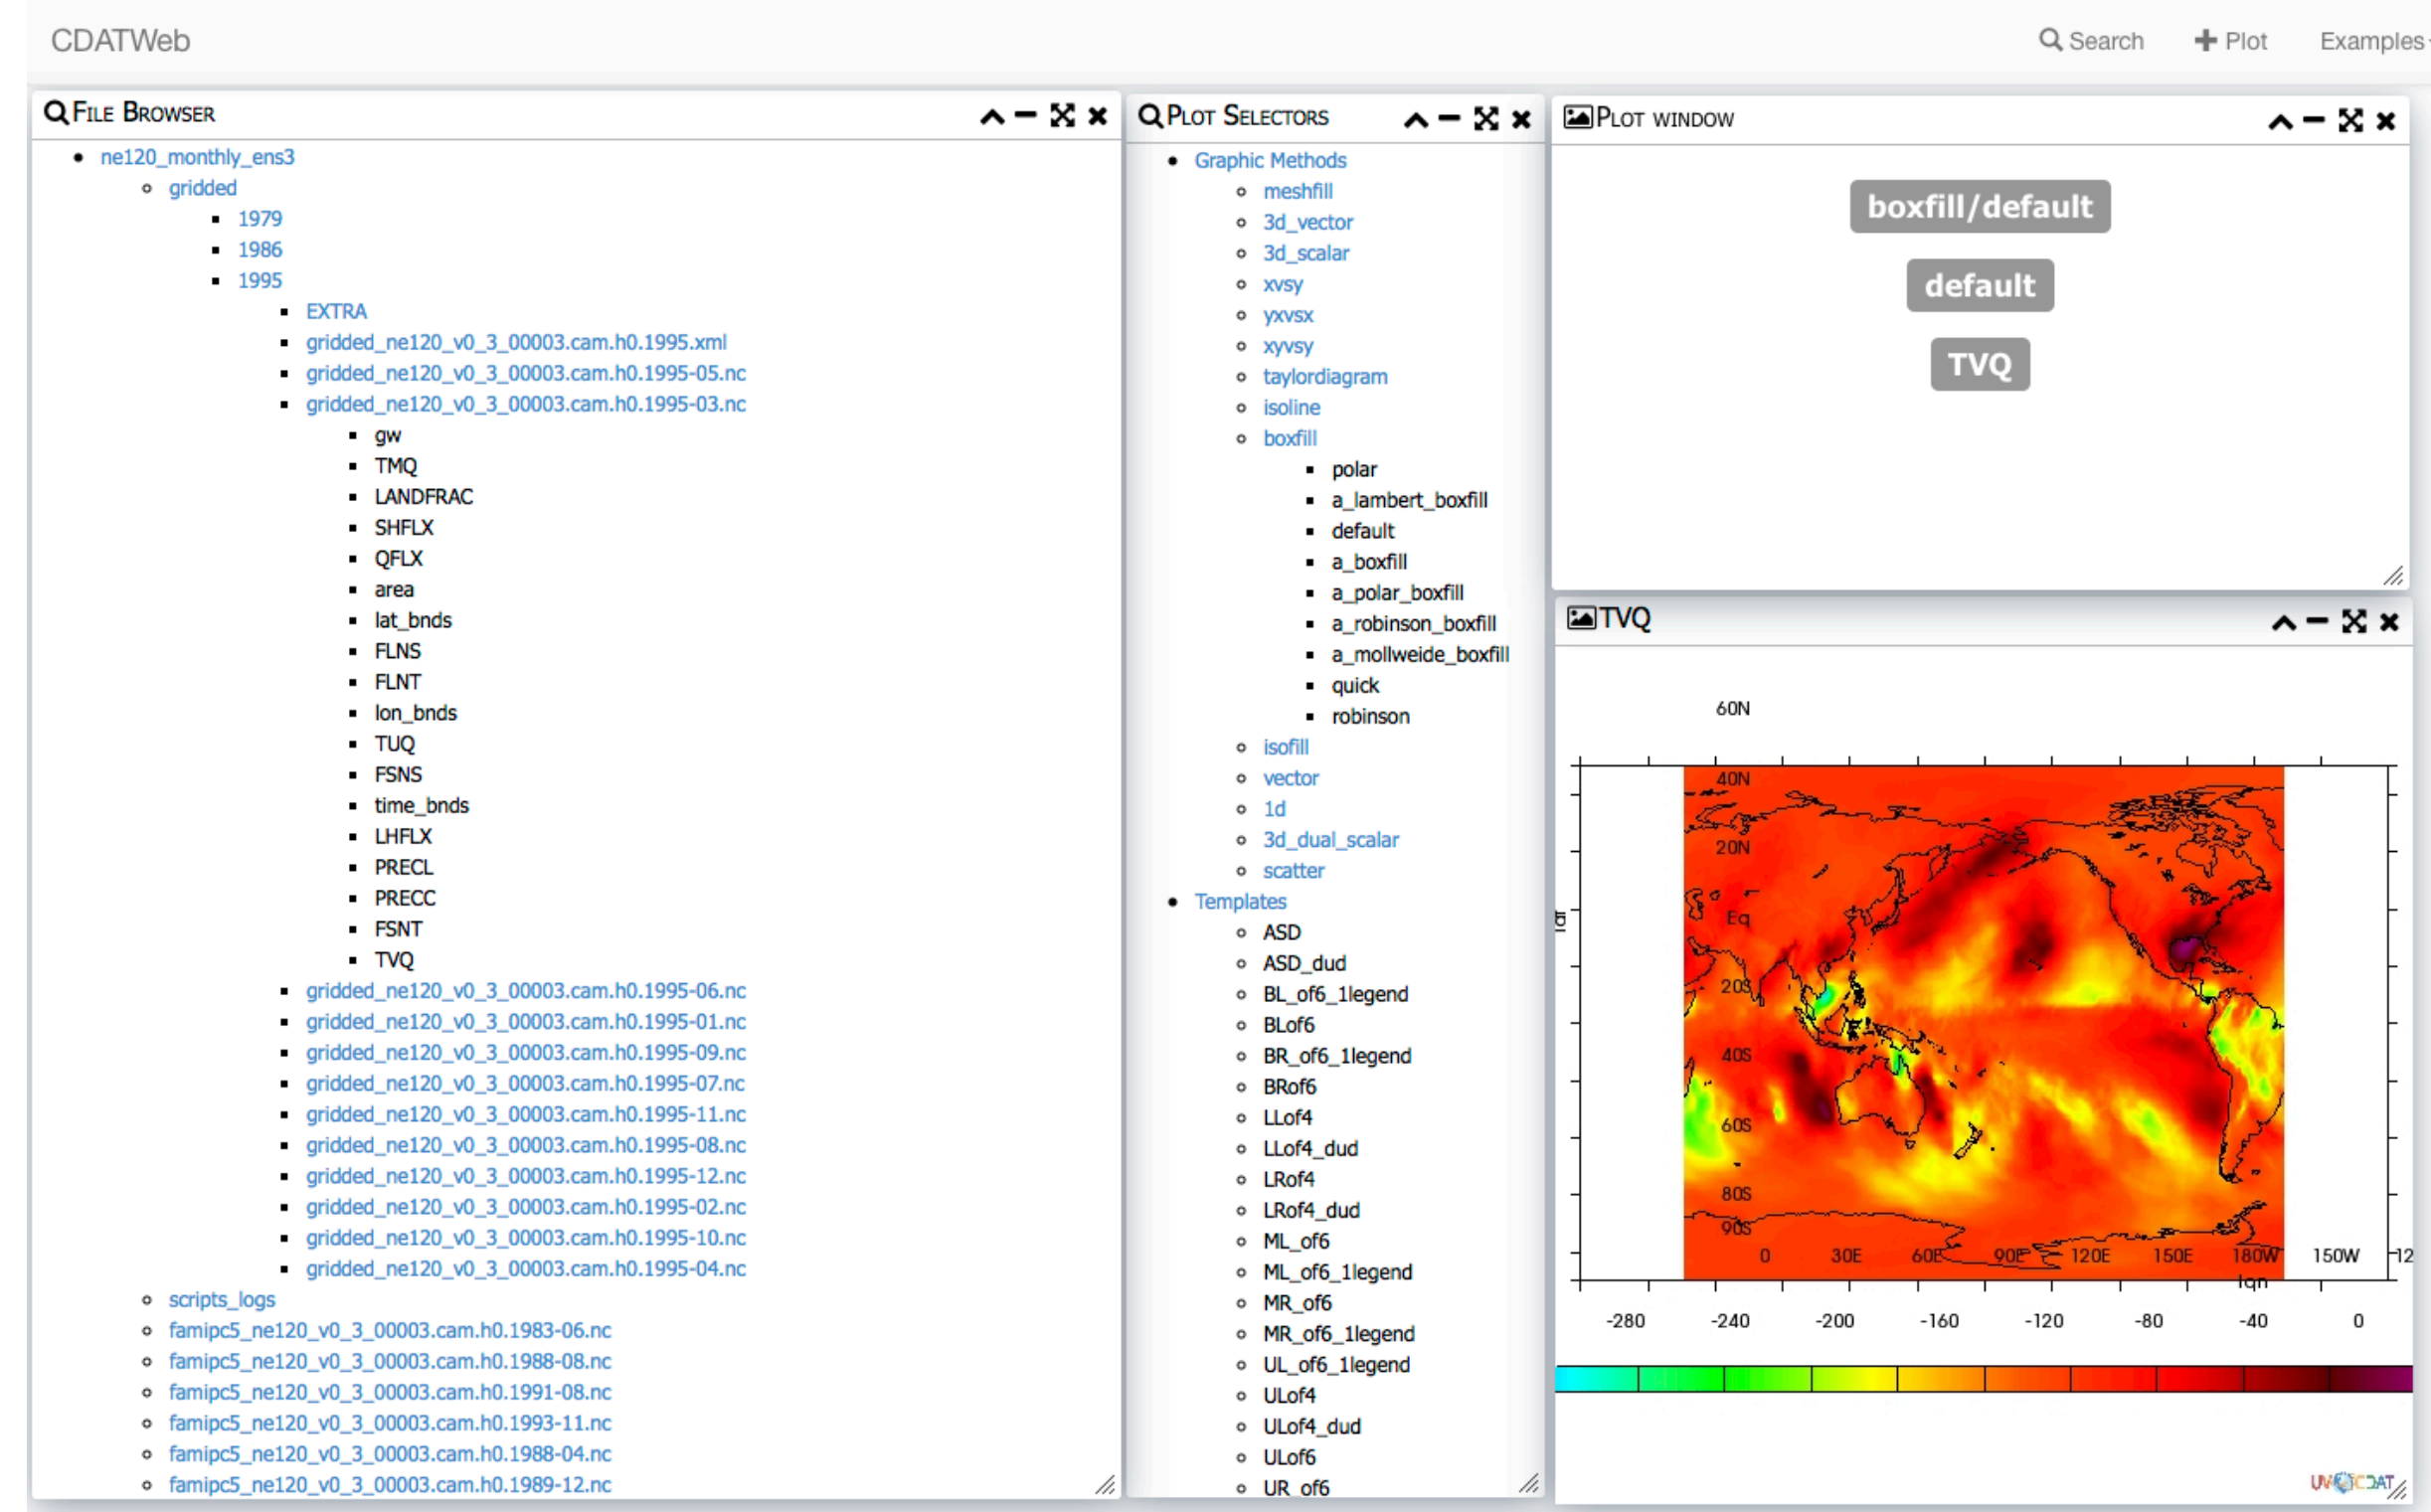 CDATWeb
Search
Plot
Examples
FILE BROWSER
ne120_monthly_ens3
gridded
1979
1986
1995
EXTRA
gridded_ne120_v0_3_00003.cam.h0.1995.xml
gridded_ne120_v0_3_00003.cam.h0.1995-05.nc
gridded_ne120_v0_3_00003.cam.h0.1995-03.nc
gw
TMQ
LANDFRAC
SHFLX
QFLX
area
lat_bnds
FLNS
FLNT
lon_bnds
TUQ
FSNS
time_bnds
LHFLX
PRECL
PRECC
FSNT
TVQ
gridded_ne120_v0_3_00003.cam.h0.1995-06.nc
gridded_ne120_v0_3_00003.cam.h0.1995-01.nc
gridded_ne120_v0_3_00003.cam.h0.1995-09.nc
gridded_ne120_v0_3_00003.cam.h0.1995-07.nc
gridded_ne120_v0_3_00003.cam.h0.1995-11.nc
gridded_ne120_v0_3_00003.cam.h0.1995-08.nc
gridded_ne120_v0_3_00003.cam.h0.1995-12.nc
gridded_ne120_v0_3_00003.cam.h0.1995-02.nc
gridded_ne120_v0_3_00003.cam.h0.1995-10.nc
gridded_ne120_v0_3_00003.cam.h0.1995-04.nc
scripts_logs
famipc5_ne120_v0_3_00003.cam.h0.1983-06.nc
famipc5_ne120_v0_3_00003.cam.h0.1988-08.nc
famipc5_ne120_v0_3_00003.cam.h0.1991-08.nc
famipc5_ne120_v0_3_00003.cam.h0.1993-11.nc
famipc5_ne120_v0_3_00003.cam.h0.1988-04.nc
famipc5_ne120_v0_3_00003.cam.h0.1989-12.nc
PLOT SELECTORS
Graphic Methods
meshfill
3d_vector
3d_scalar
xvsy
yxvsx
xyvsy
taylordiagram
isoline
boxfill
polar
a_lambert_boxfill
default
a_boxfill
a_polar_boxfill
a_robinson_boxfill
a_mollweide_boxfill
quick
robinson
isofill
vector
1d
3d_dual_scalar
scatter
Templates
ASD
ASD_dud
BL_of6_1legend
BLof6
BR_of6_1legend
BRof6
LLof4
LLof4_dud
LRof4
LRof4_dud
ML_of6
ML_of6_1legend
MR_of6
MR_of6_1legend
UL_of6_1legend
ULof4
ULof4_dud
ULof6
UR_of6
PLOT WINDOW
boxfill/default
default
TVQ
TVQ
60N
40N
20N
Eq
20S
40S
60S
80S
90S
0 30E 60E 90E 120E 150E 180W 150W 12
lon
-280 -240 -200 -160 -120 -80 -40 0
UV-CDAT